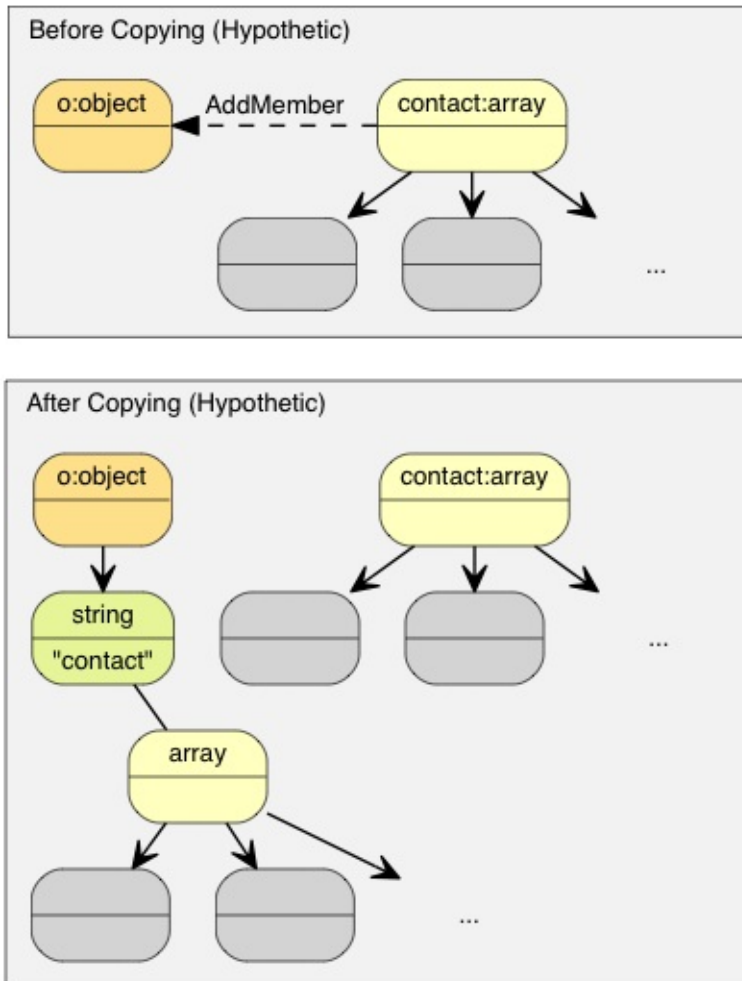 Before Copying (Hypothetic)
o:object
AddMember
contact:array
...
After Copying (Hypothetic)
o:object
contact:array
string
"contact"
...
array
...